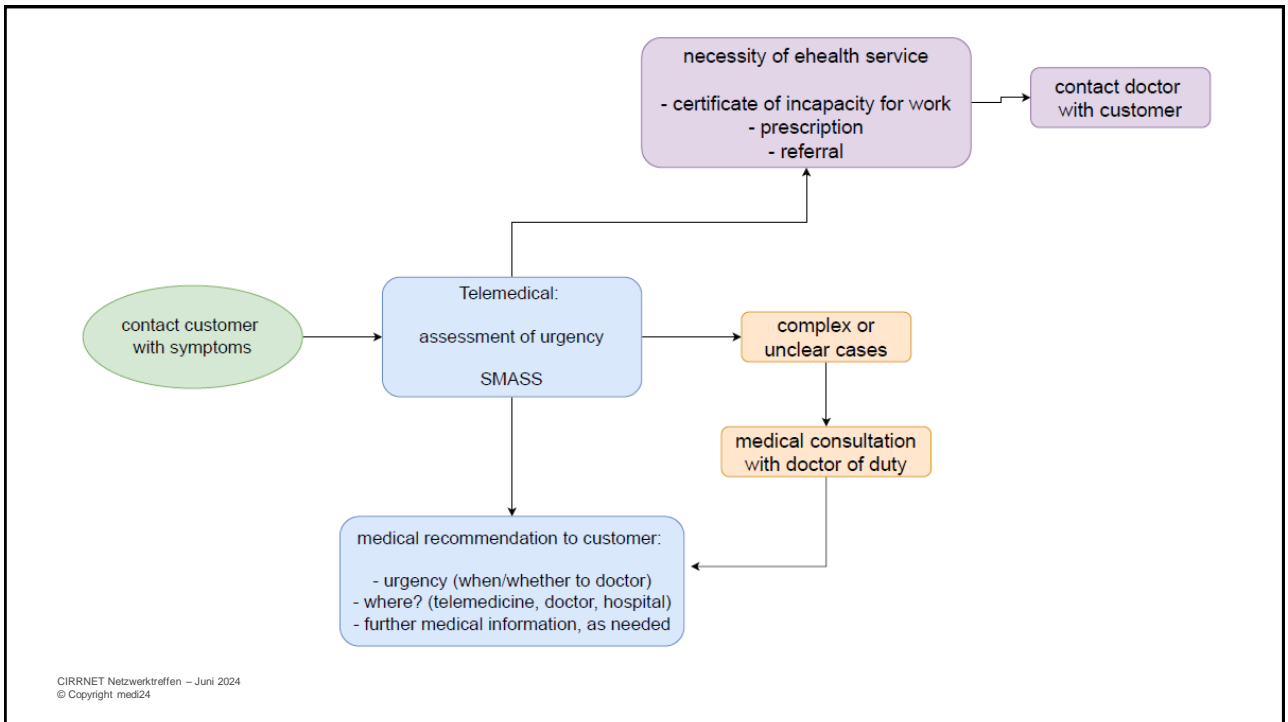 necessity of ehealth service
- certificate of incapacity for work
- prescription
- referral
contact doctor
with customer
contact customer
with symptoms
Telemedical:
assessment of urgency
SMASS
complex or
unclear cases
medical consultation
with doctor of duty
medical recommendation to customer:
- urgency (when/whether to doctor)
- where? (telemedicine, doctor, hospital)
- further medical information, as needed
CIRRNET Netzwerktreffen – Juni 2024
© Copyright medi24